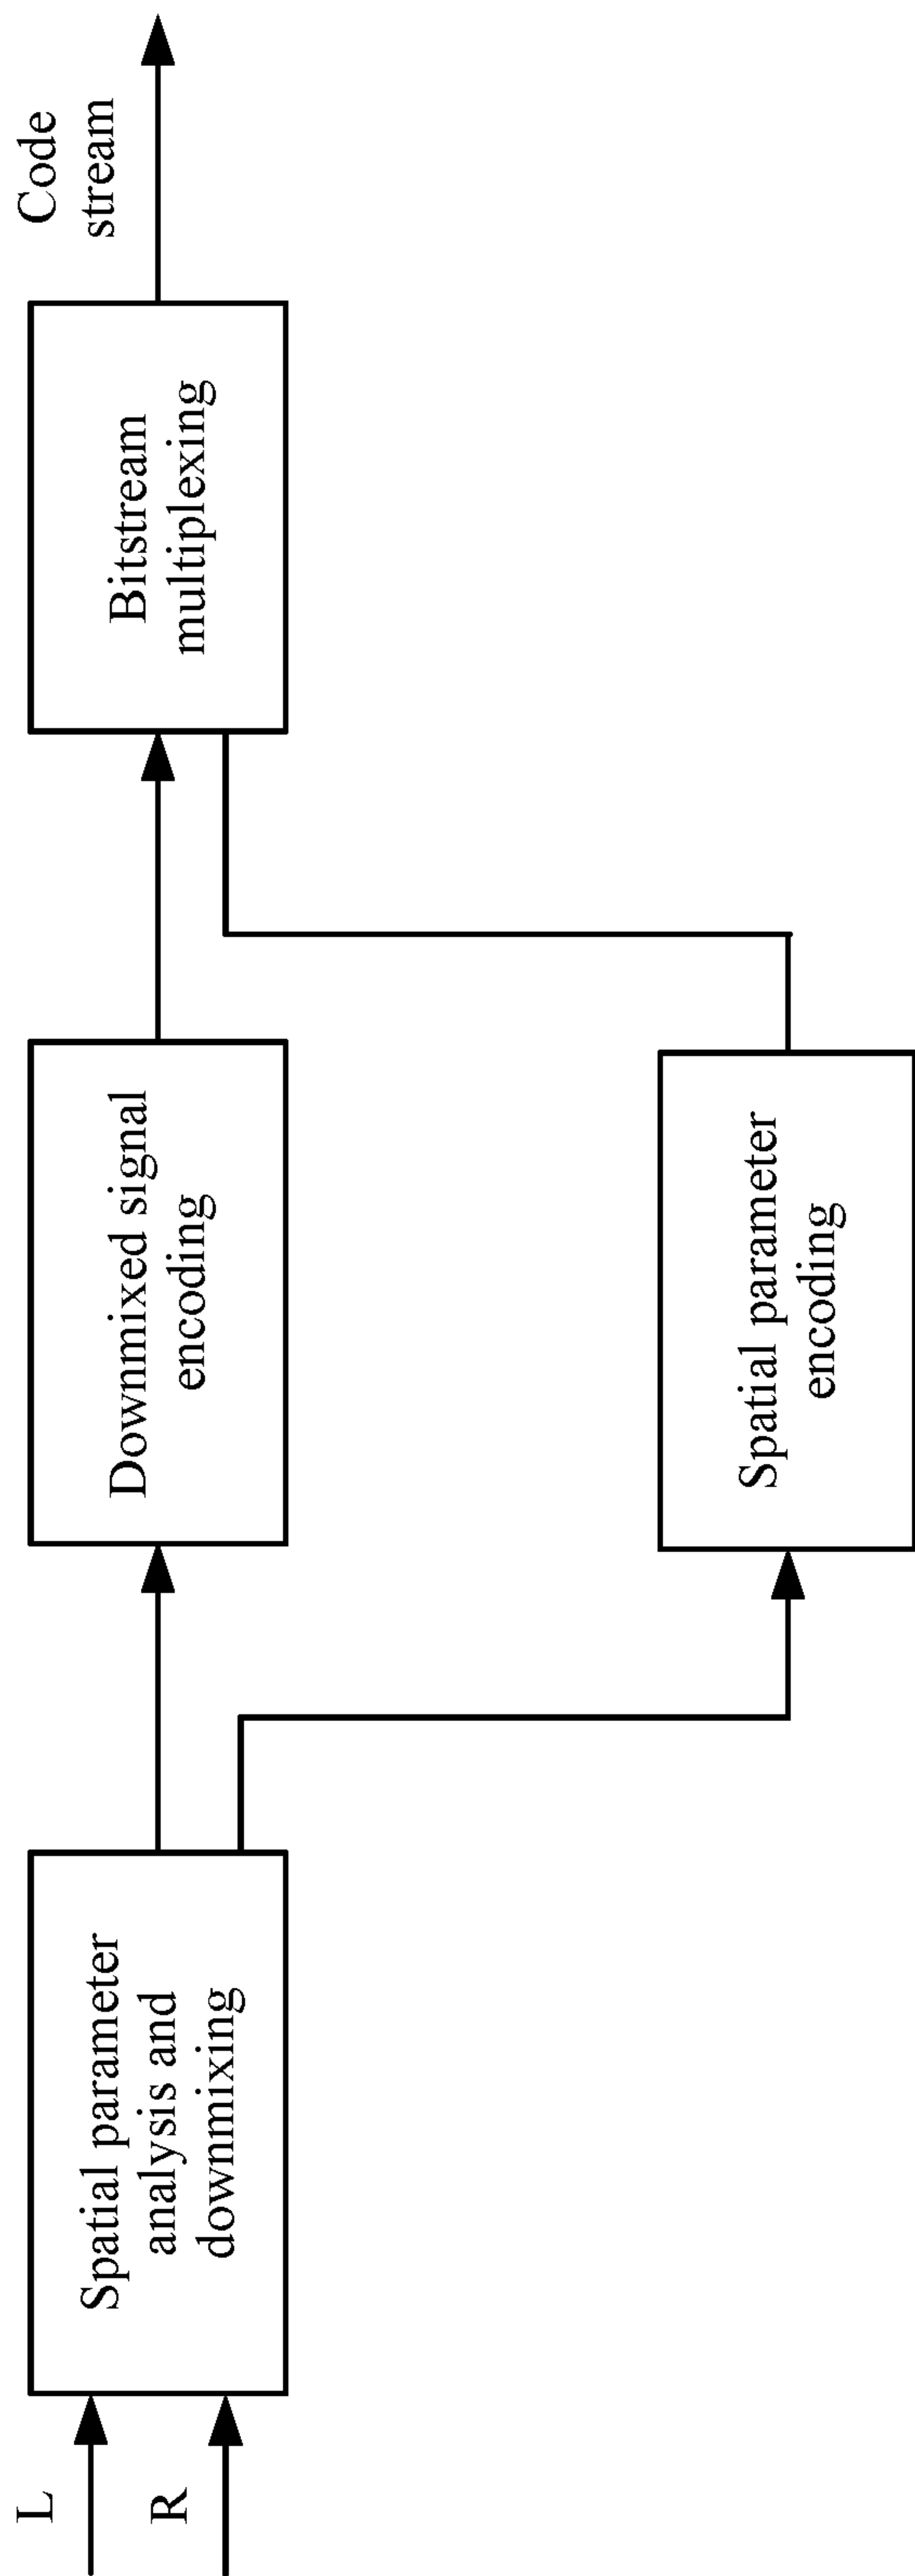 L
R
Spatial parameter
analysis and
downmixing
Downmixed signal
encoding
Spatial parameter
encoding
Bitstream
multiplexing
Code
stream